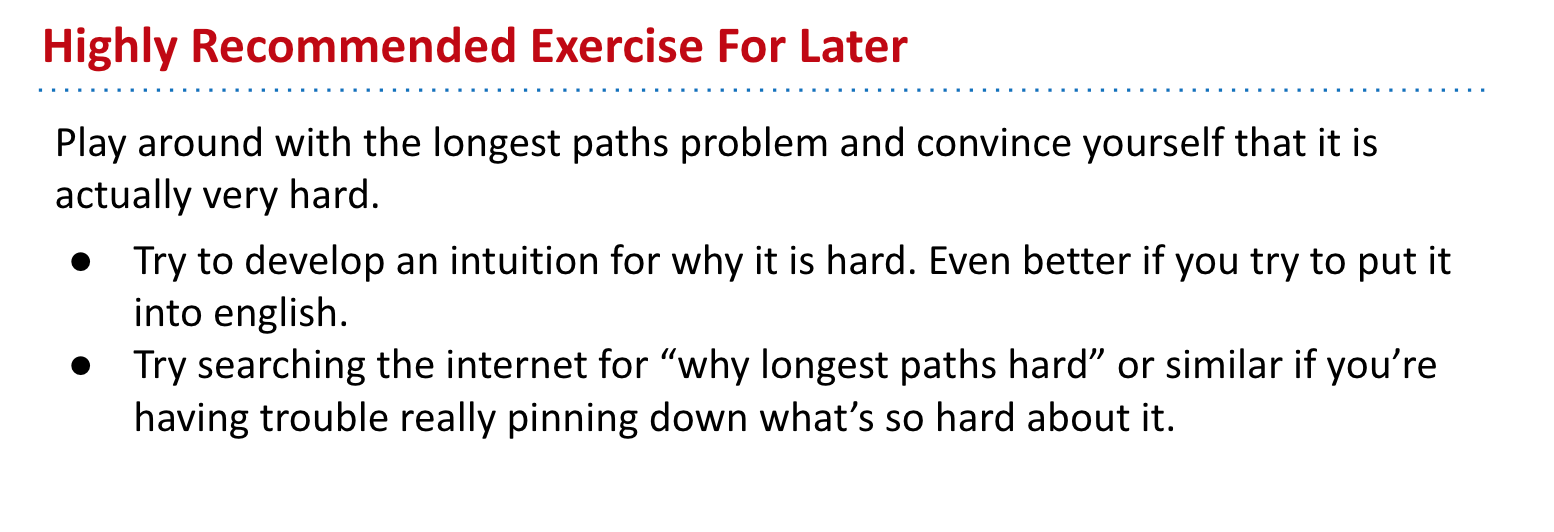 Highly Recommended Exercise For Later
Play around with the longest paths problem and convince yourself that it is
actually very hard.
● Try to develop an intuition for why it is hard. Even better if you try to put it
into english.
● Try searching the internet for “why longest paths hard” or similar if you’re
having trouble really pinning down what’s so hard about it.